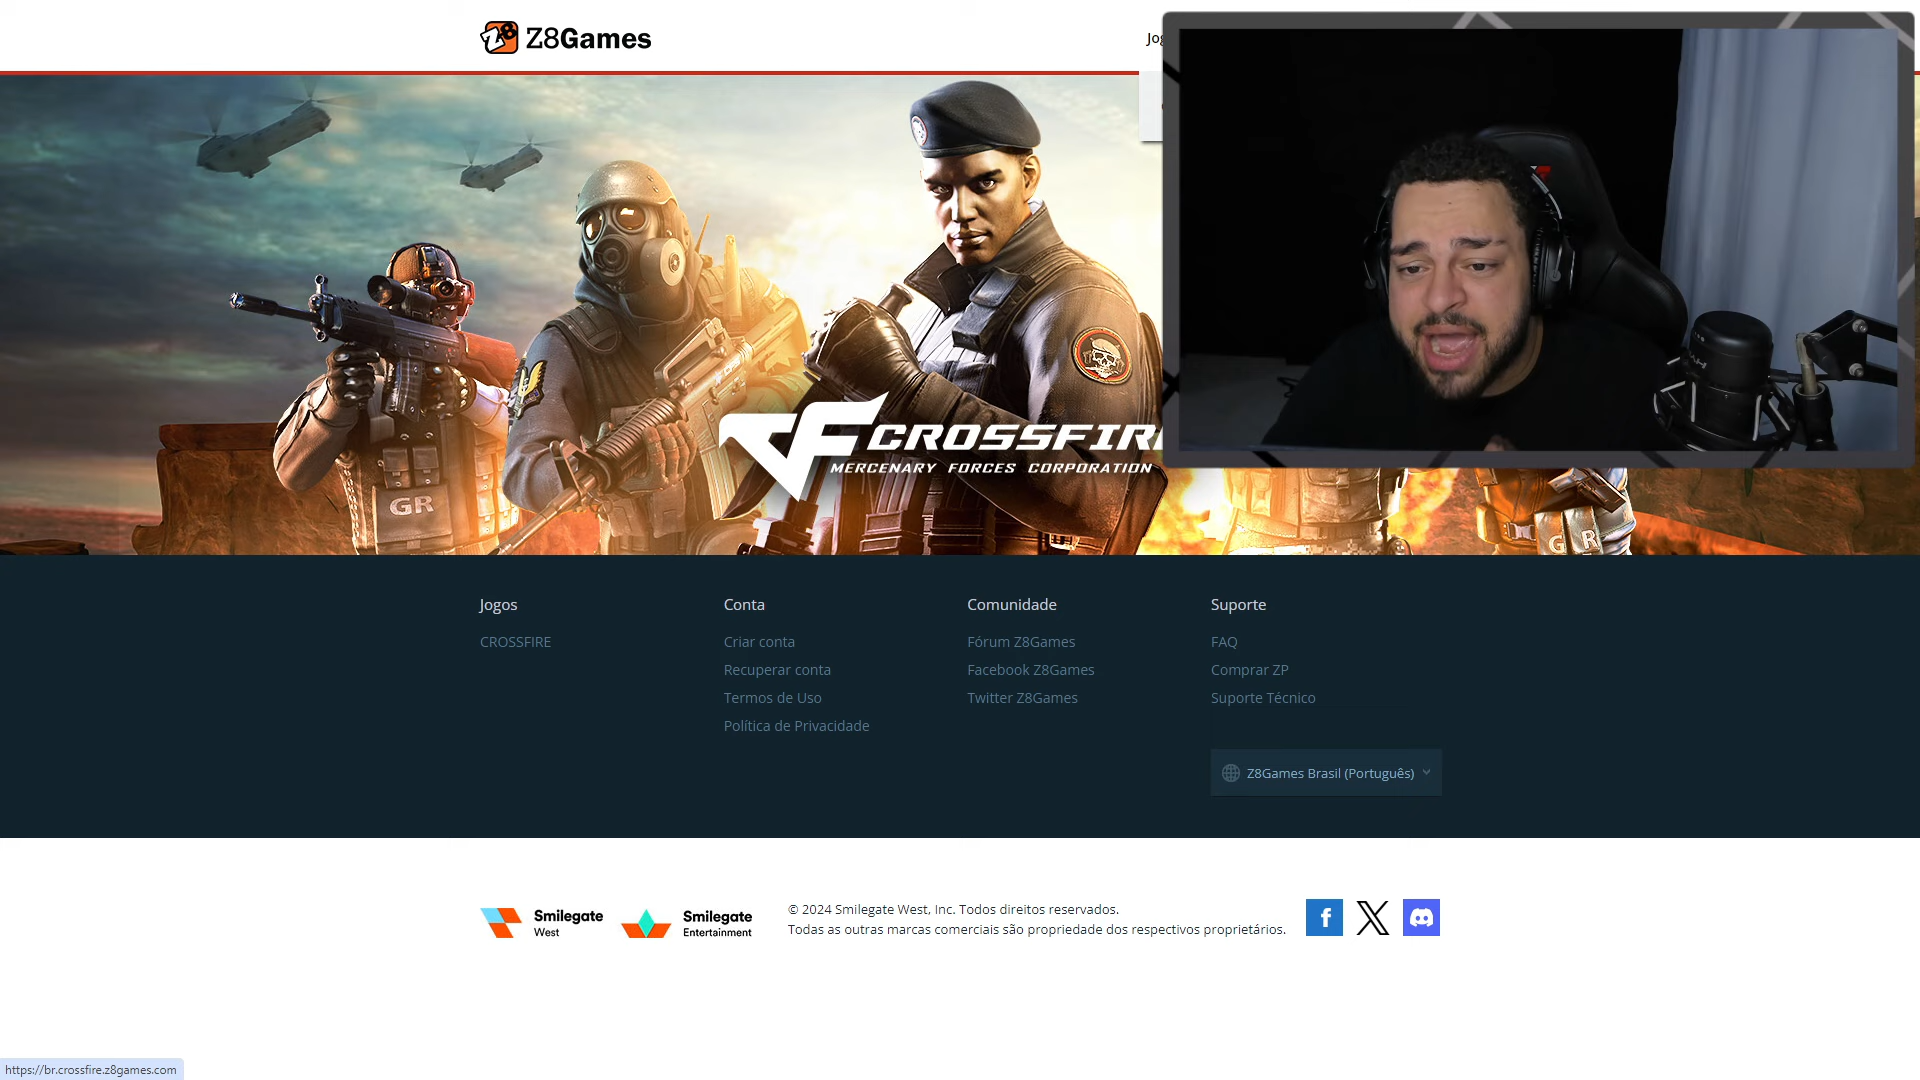 Z8Games
Jog
CROSSFIR
MERCENARY FORCES CORPORATION
GR
GR
Jogos
CROSSFIRE
Conta
Criar conta
Recuperar conta
Termos de Uso
Política de Privacidade
Comunidade
Fórum Z8Games
Facebook Z8Games
Twitter Z8Games
Suporte
FAQ
Comprar ZP
Suporte Técnico
Z8Games Brasil (Português)
Smilegate
West
Smilegate
Entertainment
© 2024 Smilegate West, Inc. Todos direitos reservados.
Todas as outras marcas comerciais são propriedade dos respectivos proprietários.
https://br.crossfire.z8games.com